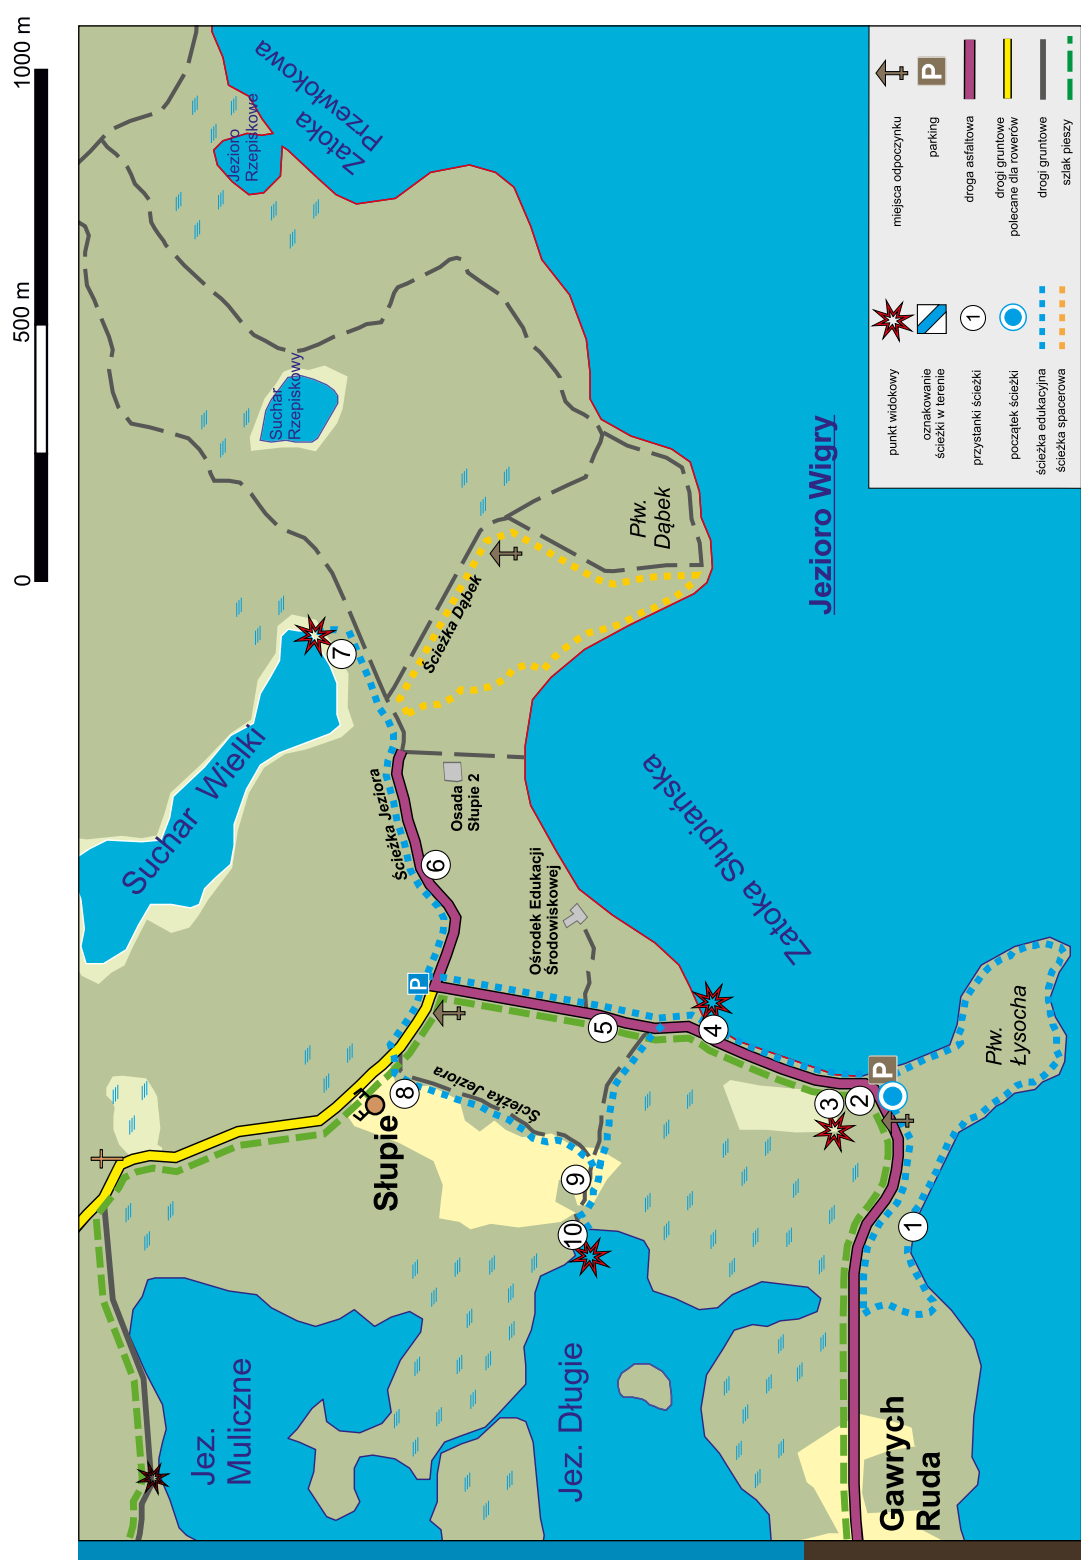 0
500 m
1000 m
Zatoka
Przewłokowa
Jezioro
Rzepiskowe
Suchar
Rzepiskowy
Płw.
Dąbek
Jezioro Wigry
Ścieżka Dąbek
7
Suchar Wielki
Ścieżka Jeziora
Osada
Słupie 2
6
Ośrodek Edukacji
Środowiskowej
Zatoka Słupiańska
P
5
4
Płw.
Łysocha
P
3
2
8
Ścieżka Jeziora
Słupie
9
10
1
Jez.
Muliczne
Jez. Długie
Gawrych
Ruda
punkt widokowy
oznakowanie
ścieżki w terenie
1
przystanki ścieżki
początek ścieżki
ścieżka edukacyjna
ścieżka spacerowa
miejsca odpoczynku
P
parking
droga asfaltowa
drogi gruntowe
polecane dla rowerów
drogi gruntowe
szlak pieszy